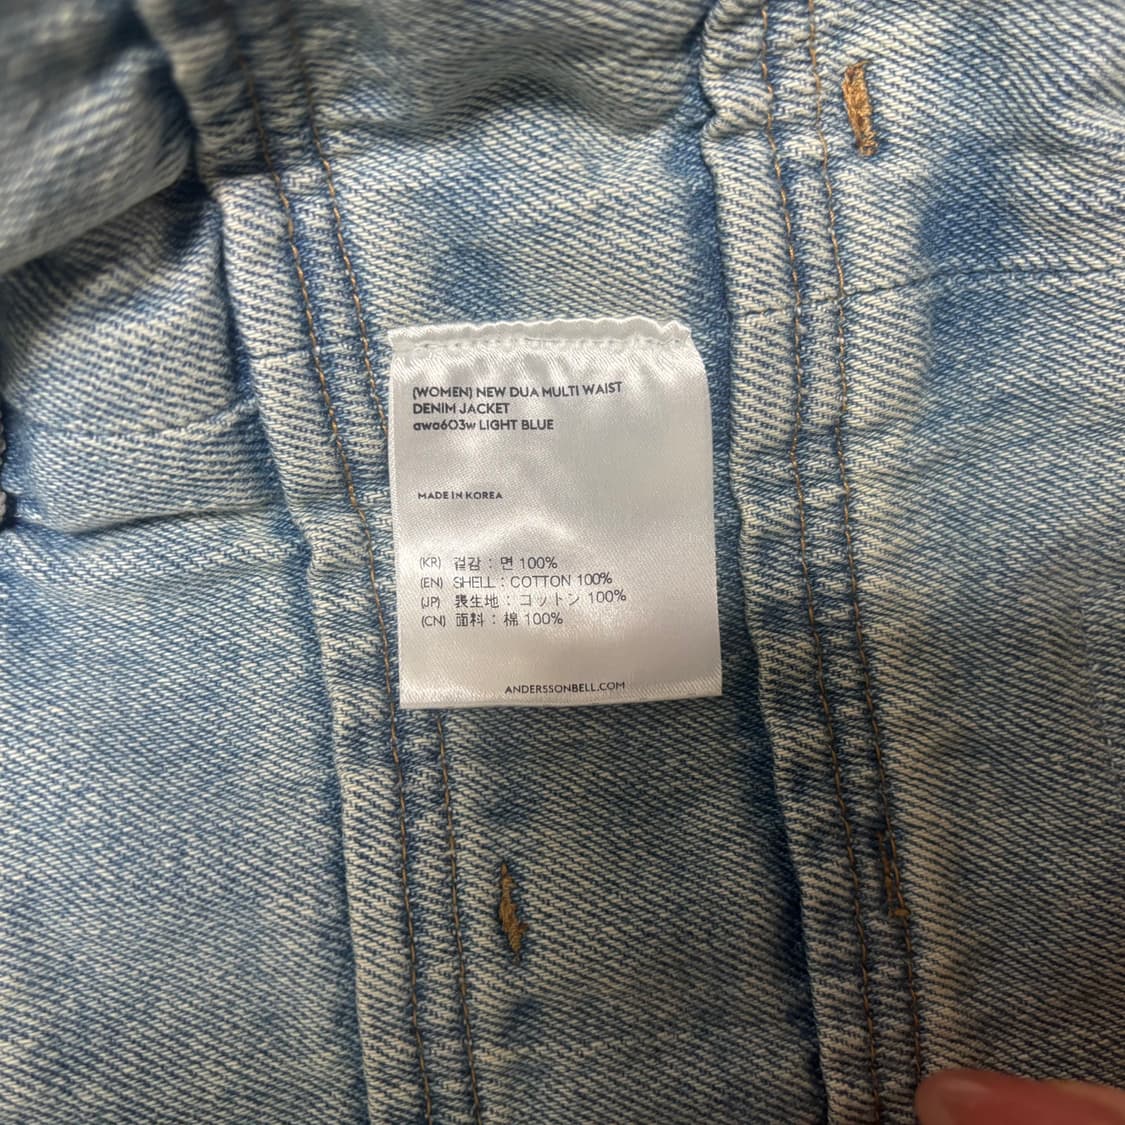 (WOMEN) NEW DUA MULTI WAIST
DENIM JACKET
awa603w LIGHT BLUE
MADE IN KOREA
(KR) 겉감 : 면 100%
(EN) SHELL : COTTON 100%
(JP) 表生地 : コットン 100%
(CN) 面料 : 棉 100%
ANDERSSONBELL.COM